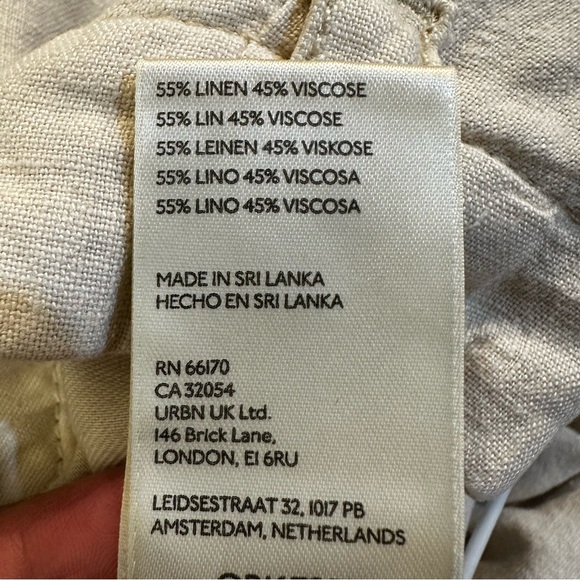 55% LINEN 45% VISCOSE
55% LIN 45% VISCOSE
55% LEINEN 45% VISKOSE
55% LINO 45% VISCOSA
55% LINO 45% VISCOSA
MADE IN SRI LANKA
HECHO EN SRI LANKA
RN 66170
CA 32054
URBN UK Ltd.
146 Brick Lane,
LONDON, E1 6RU
LEIDSESTRAAT 32, 1017 PB
AMSTERDAM, NETHERLANDS